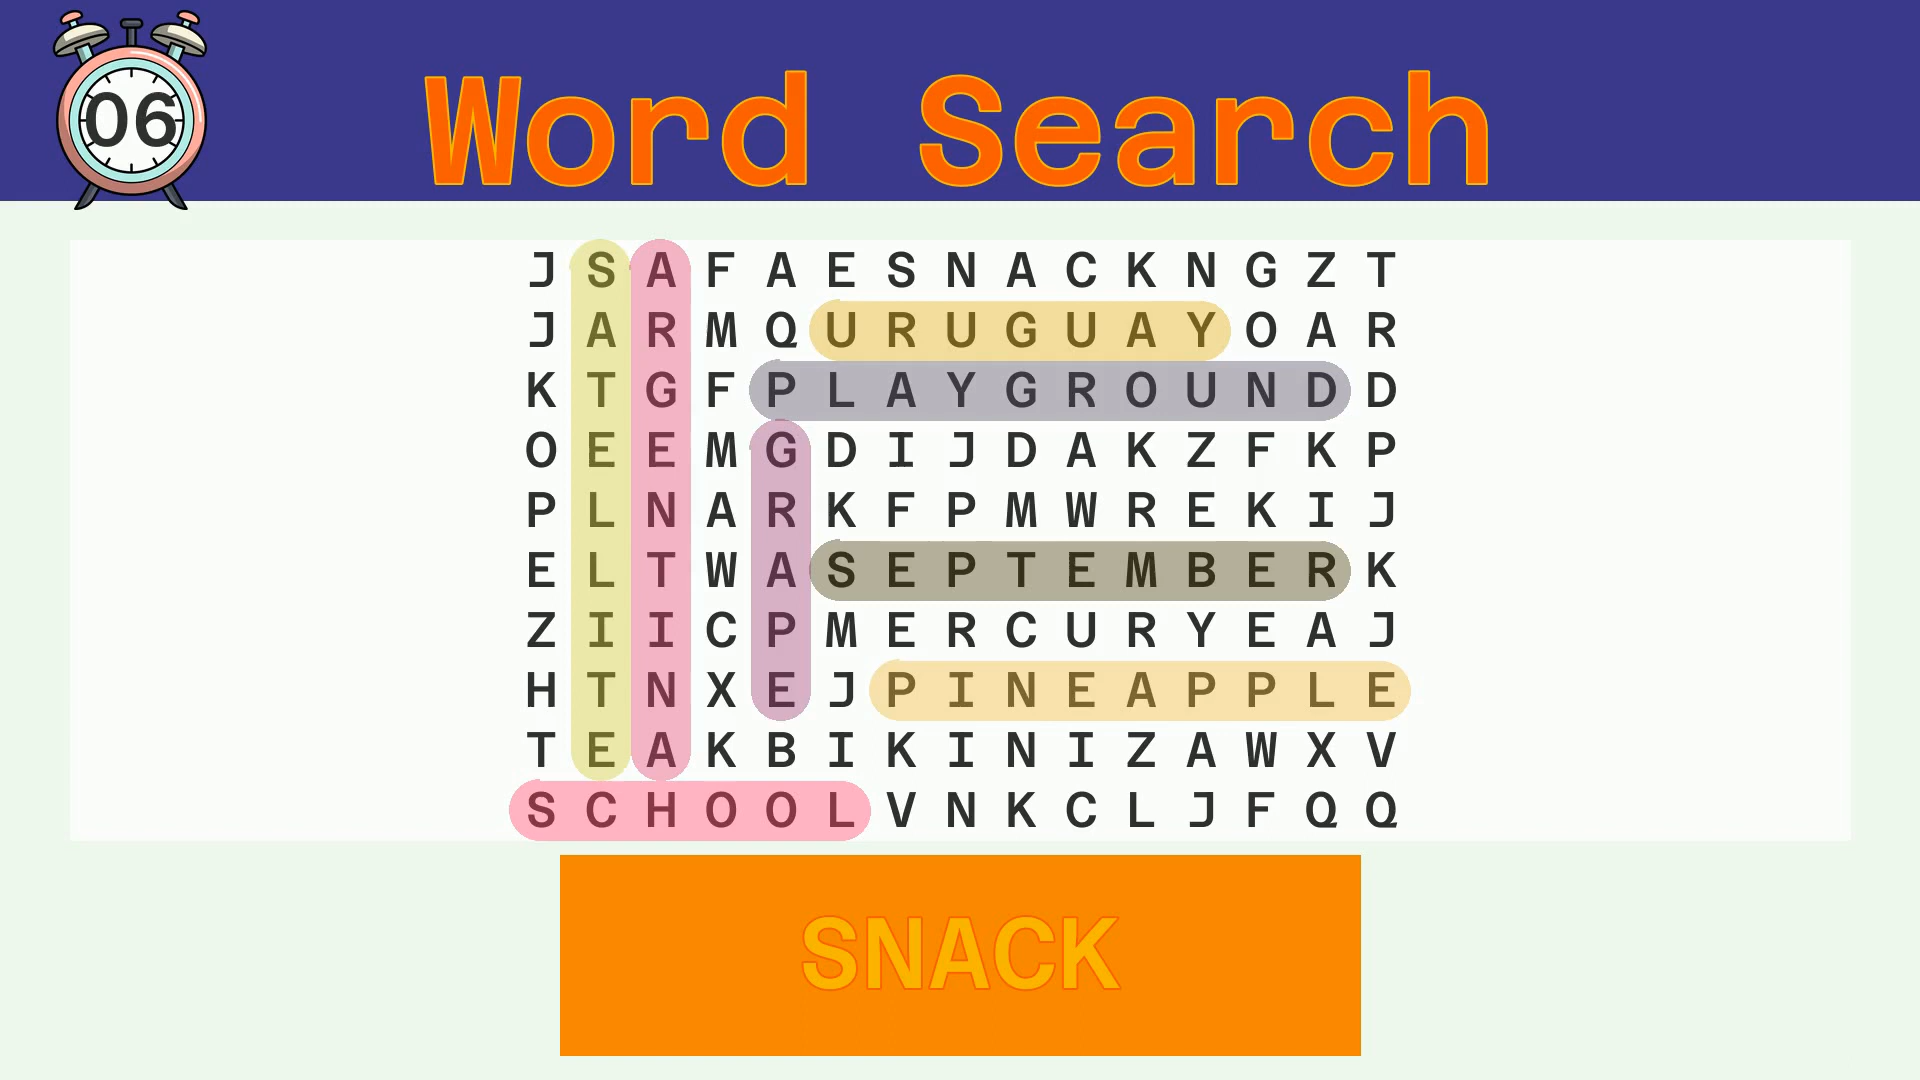 06
Word Search
J S A F A E S N A C K N G Z T
J A R M Q U R U G U A Y O A R
K T G F P L A Y G R O U N D D
O E E M G D I J D A K Z F K P
P L N A R K F P M W R E K I J
E L T W A S E P T E M B E R K
Z I I C P M E R C U R Y E A J
H T N X E J P I N E A P P L E
T E A K B I K I N I Z A W X V
S C H O O L V N K C L J F Q Q
SNACK